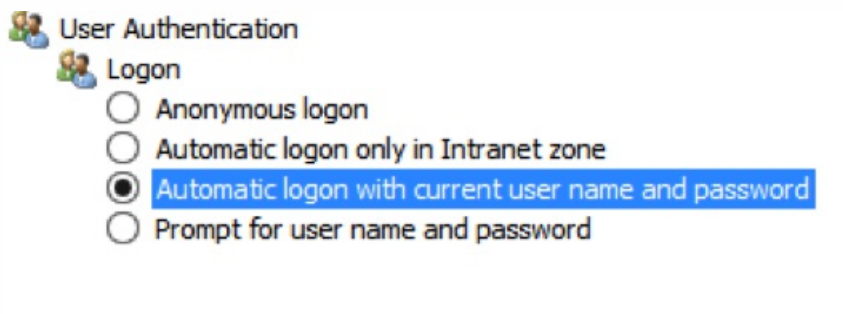 User Authentication
Logon
Anonymous logon
Automatic logon only in Intranet zone
Automatic logon with current user name and password
Prompt for user name and password